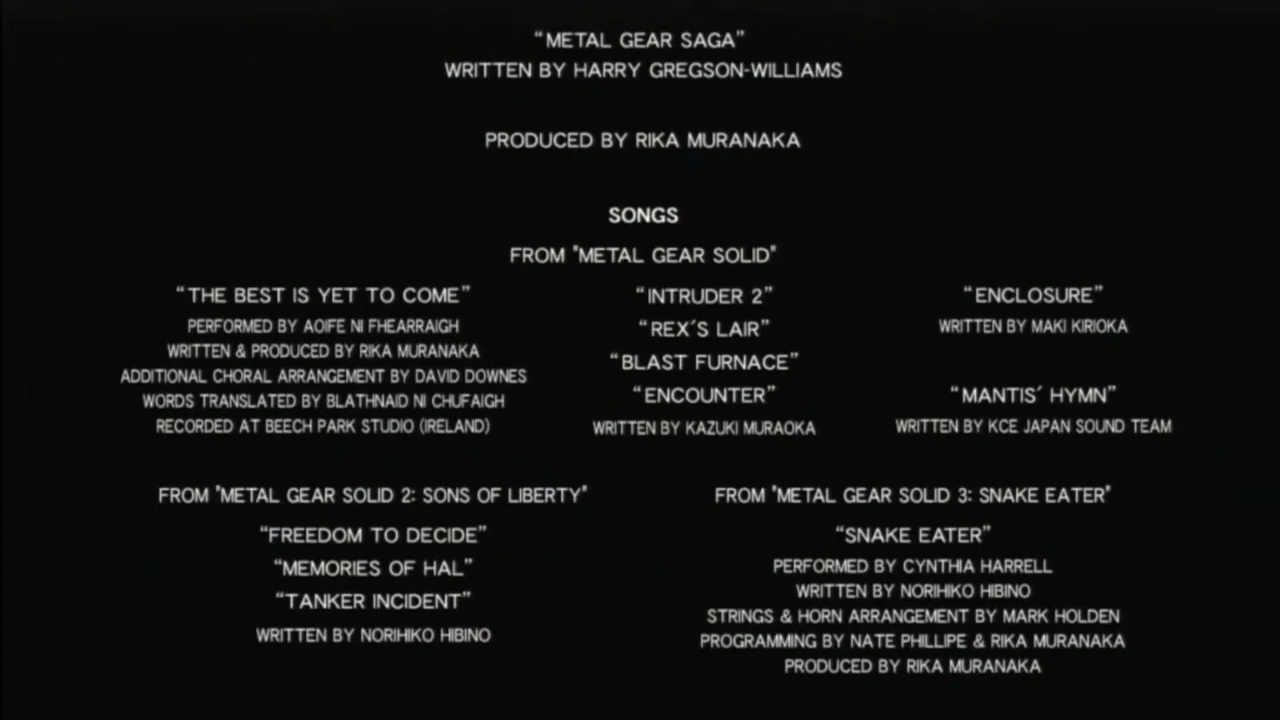 “METAL GEAR SAGA”
WRITTEN BY HARRY GREGSON-WILLIAMS
PRODUCED BY RIKA MURANAKA
SONGS
FROM "METAL GEAR SOLID"
“THE BEST IS YET TO COME”
PERFORMED BY AOIFE NI FHEARRAIGH
WRITTEN & PRODUCED BY RIKA MURANAKA
ADDITIONAL CHORAL ARRANGEMENT BY DAVID DOWNES
WORDS TRANSLATED BY BLATHNAID NI CHUFAIGH
RECORDED AT BEECH PARK STUDIO (IRELAND)
“INTRUDER 2”
“REX´S LAIR”
“BLAST FURNACE”
“ENCOUNTER”
WRITTEN BY KAZUKI MURAOKA
“ENCLOSURE”
WRITTEN BY MAKI KIRIOKA
“MANTIS´ HYMN”
WRITTEN BY KCE JAPAN SOUND TEAM
FROM "METAL GEAR SOLID 2: SONS OF LIBERTY"
“FREEDOM TO DECIDE”
“MEMORIES OF HAL”
“TANKER INCIDENT”
WRITTEN BY NORIHIKO HIBINO
FROM "METAL GEAR SOLID 3: SNAKE EATER"
“SNAKE EATER”
PERFORMED BY CYNTHIA HARRELL
WRITTEN BY NORIHIKO HIBINO
STRINGS & HORN ARRANGEMENT BY MARK HOLDEN
PROGRAMMING BY NATE PHILLIPE & RIKA MURANAKA
PRODUCED BY RIKA MURANAKA